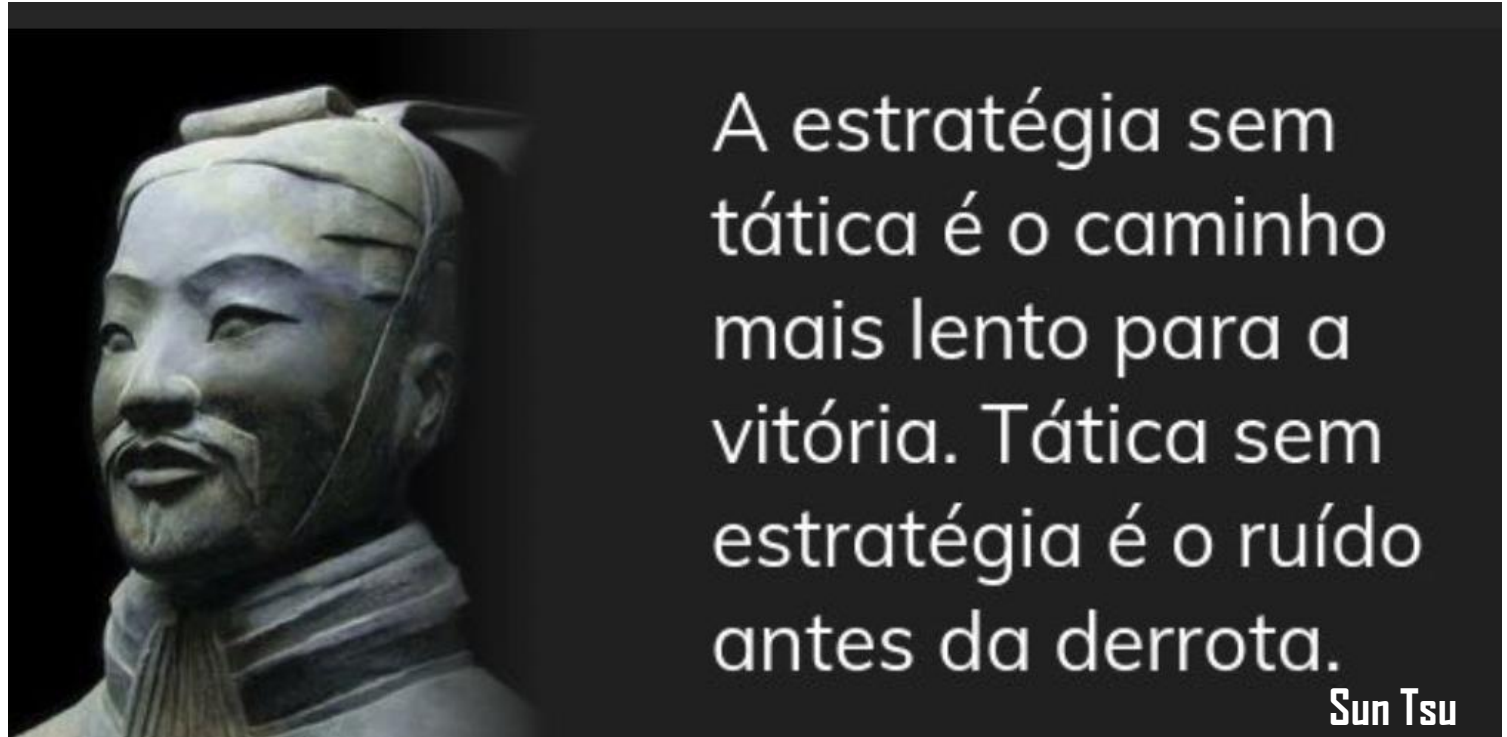 A estratégia sem
tática é o caminho
mais lento para a
vitória. Tática sem
estratégia é o ruído
antes da derrota.
Sun Tsu